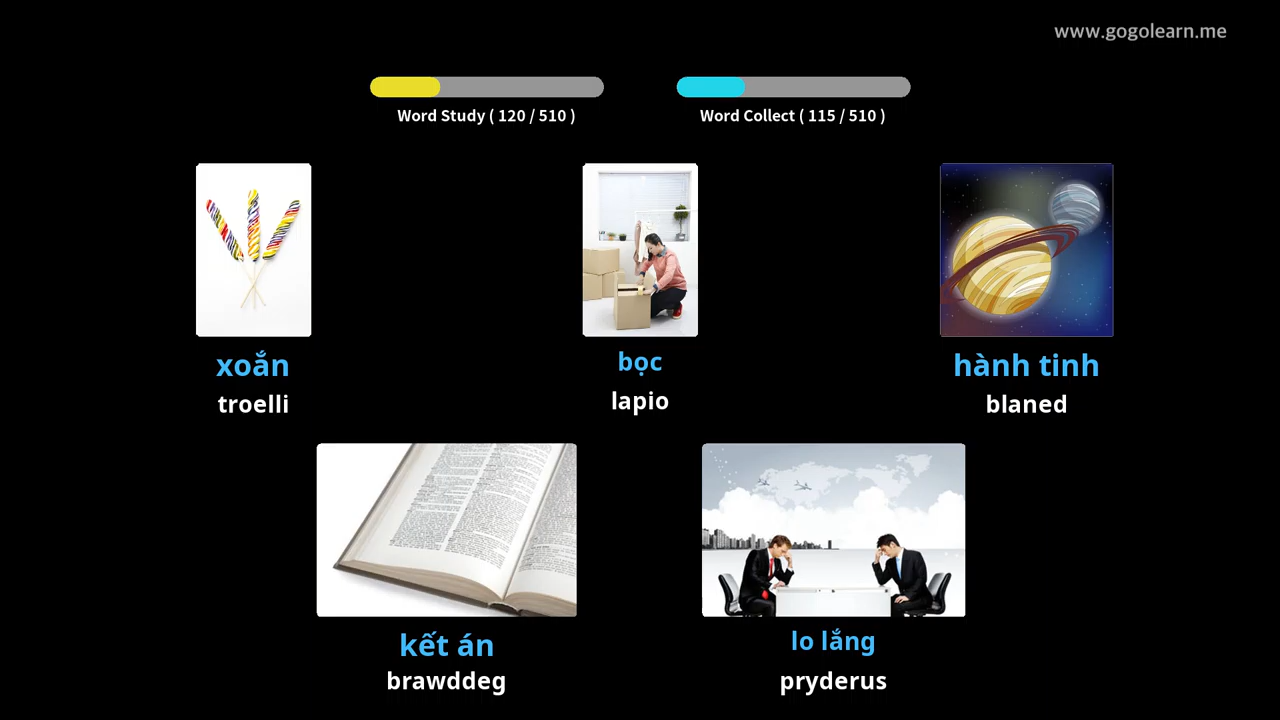 www.gogolearn.me
Word Study ( 120 / 510 )
Word Collect ( 115 / 510 )
xoắn
troelli
bọc
lapio
hành tinh
blaned
kết án
brawddeg
lo lắng
pryderus